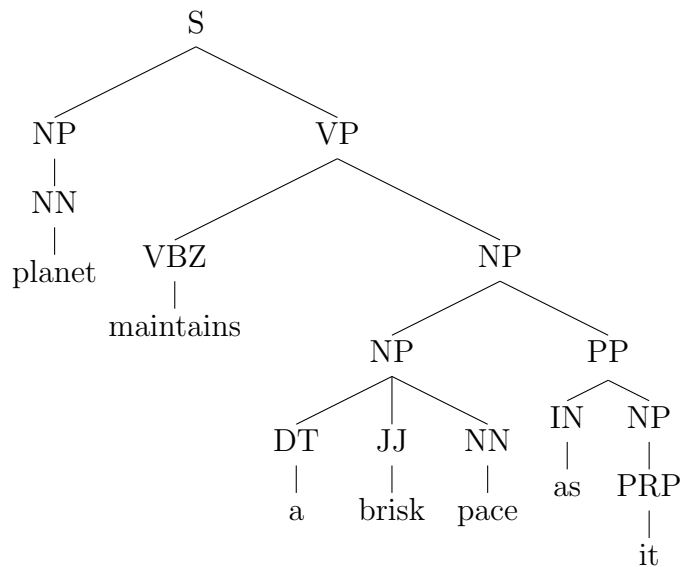 S
NP VP
NN
planet
VBZ NP
maintains
NP PP
DT JJ NN
a brisk pace
IN NP
as PRP
it